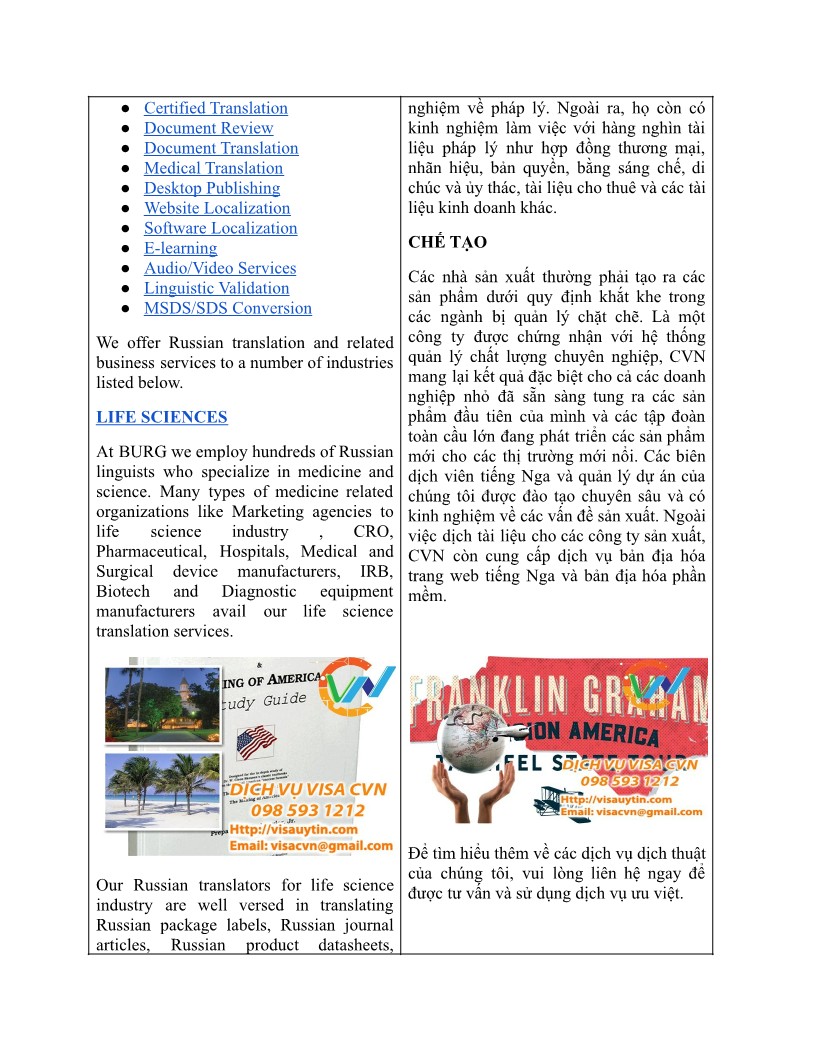 ● Certified Translation
● Document Review
● Document Translation
● Medical Translation
● Desktop Publishing
● Website Localization
● Software Localization
● E-learning
● Audio/Video Services
● Linguistic Validation
● MSDS/SDS Conversion
We offer Russian translation and related
business services to a number of industries
listed below.
LIFE SCIENCES
At BURG we employ hundreds of Russian
linguists who specialize in medicine and
science. Many types of medicine related
organizations like Marketing agencies to
life science industry , CRO,
Pharmaceutical, Hospitals, Medical and
Surgical device manufacturers, IRB,
Biotech and Diagnostic equipment
manufacturers avail our life science
translation services.
&
ING OF AMERICA
tudy Guide
CVN
DỊCH VỤ VISA CVN
098 593 1212
Http://visauytin.com
Email: visacvn@gmail.com
Our Russian translators for life science
industry are well versed in translating
Russian package labels, Russian journal
articles, Russian product datasheets,
nghiệm về pháp lý. Ngoài ra, họ còn có
kinh nghiệm làm việc với hàng nghìn tài
liệu pháp lý như hợp đồng thương mại,
nhãn hiệu, bản quyền, bằng sáng chế, di
chúc và ủy thác, tài liệu cho thuê và các tài
liệu kinh doanh khác.
CHẾ TẠO
Các nhà sản xuất thường phải tạo ra các
sản phẩm dưới quy định khắt khe trong
các ngành bị quản lý chặt chẽ. Là một
công ty được chứng nhận với hệ thống
quản lý chất lượng chuyên nghiệp, CVN
mang lại kết quả đặc biệt cho cả các doanh
nghiệp nhỏ đã sẵn sàng tung ra các sản
phẩm đầu tiên của mình và các tập đoàn
toàn cầu lớn đang phát triển các sản phẩm
mới cho các thị trường mới nổi. Các biên
dịch viên tiếng Nga và quản lý dự án của
chúng tôi được đào tạo chuyên sâu và có
kinh nghiệm về các vấn đề sản xuất. Ngoài
việc dịch tài liệu cho các công ty sản xuất,
CVN còn cung cấp dịch vụ bản địa hóa
trang web tiếng Nga và bản địa hóa phần
mềm.
FRANKLIN GRAHAM
CVN
SION AMERICA
HEEL STATE TOUR
DỊCH VỤ VISA CVN
098 593 1212
Http://visauytin.com
Email: visacvn@gmail.com
Để tìm hiểu thêm về các dịch vụ dịch thuật
của chúng tôi, vui lòng liên hệ ngay để
được tư vấn và sử dụng dịch vụ ưu việt.